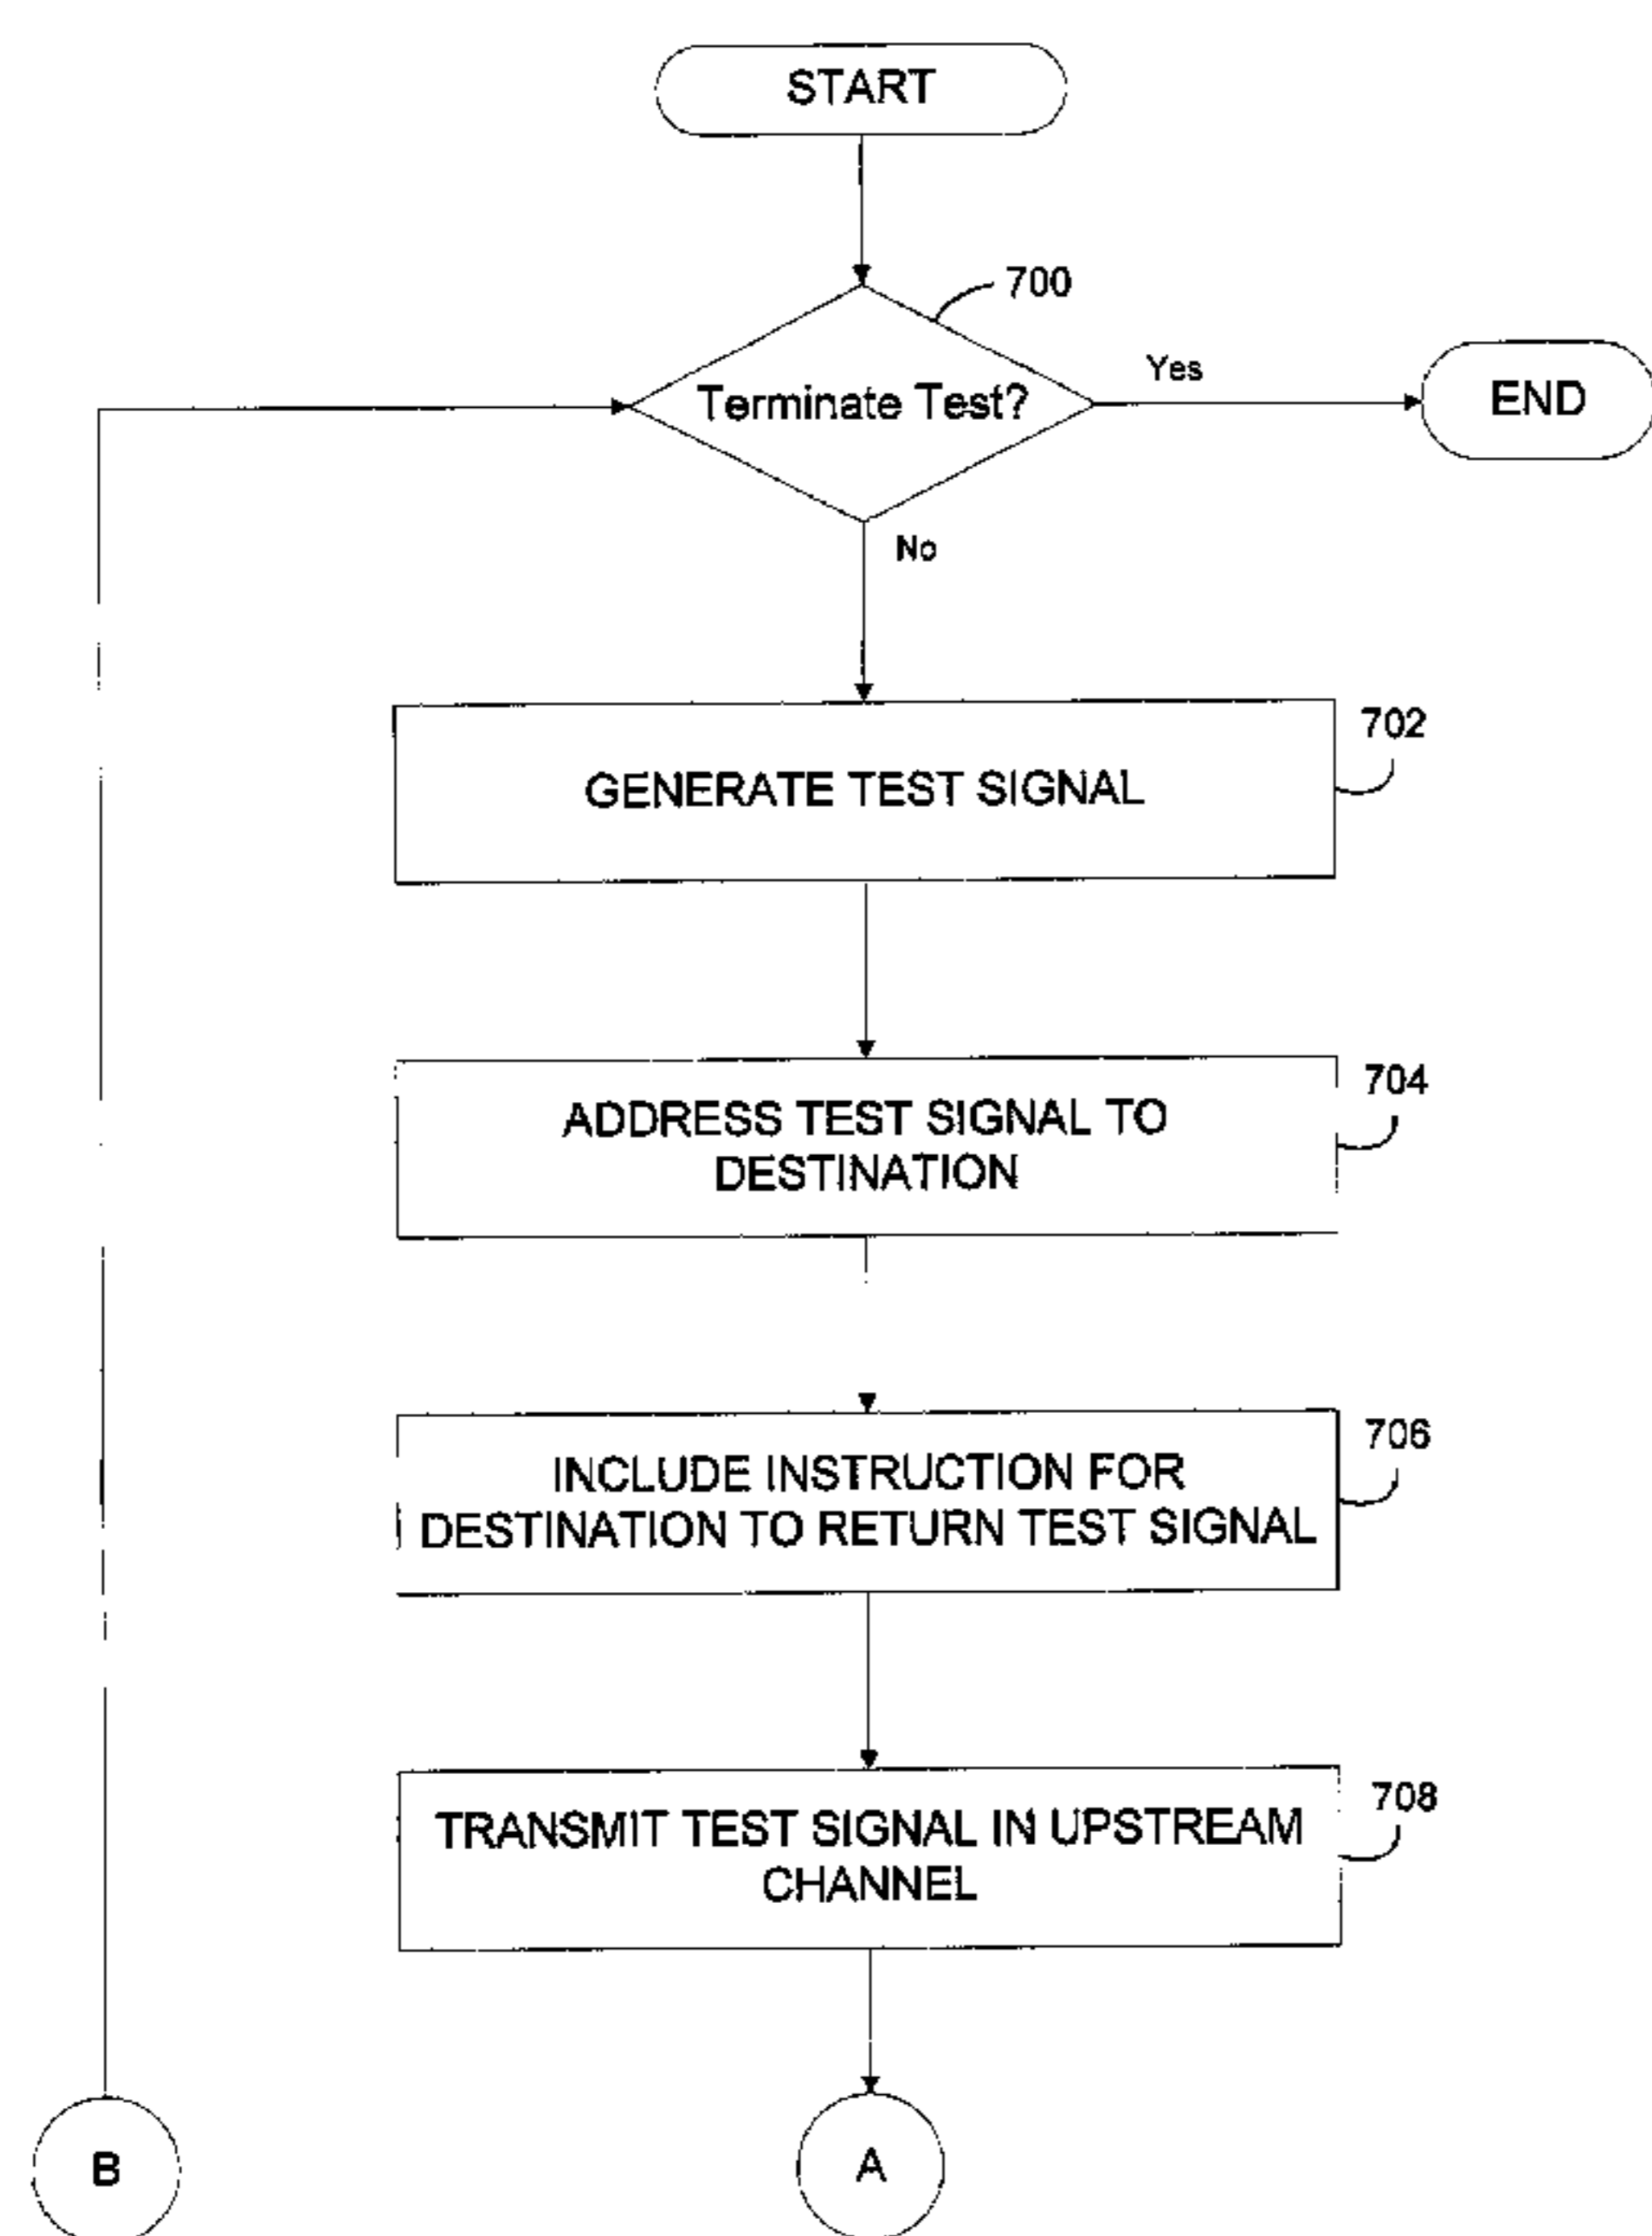 START
700
Terminate Test?
Yes
END
No
702
GENERATE TEST SIGNAL
704
ADDRESS TEST SIGNAL TO
DESTINATION
706
INCLUDE INSTRUCTION FOR
DESTINATION TO RETURN TEST SIGNAL
708
TRANSMIT TEST SIGNAL IN UPSTREAM
CHANNEL
B
A